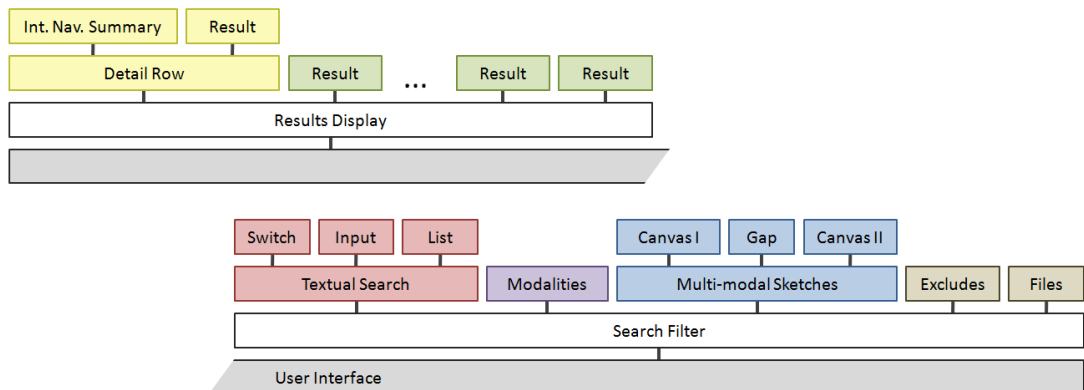 Int. Nav. Summary Result
Detail Row Result ... Result Result
Results Display
Switch Input List Canvas I Gap Canvas II
Textual Search Modalities Multi-modal Sketches Excludes Files
Search Filter
User Interface